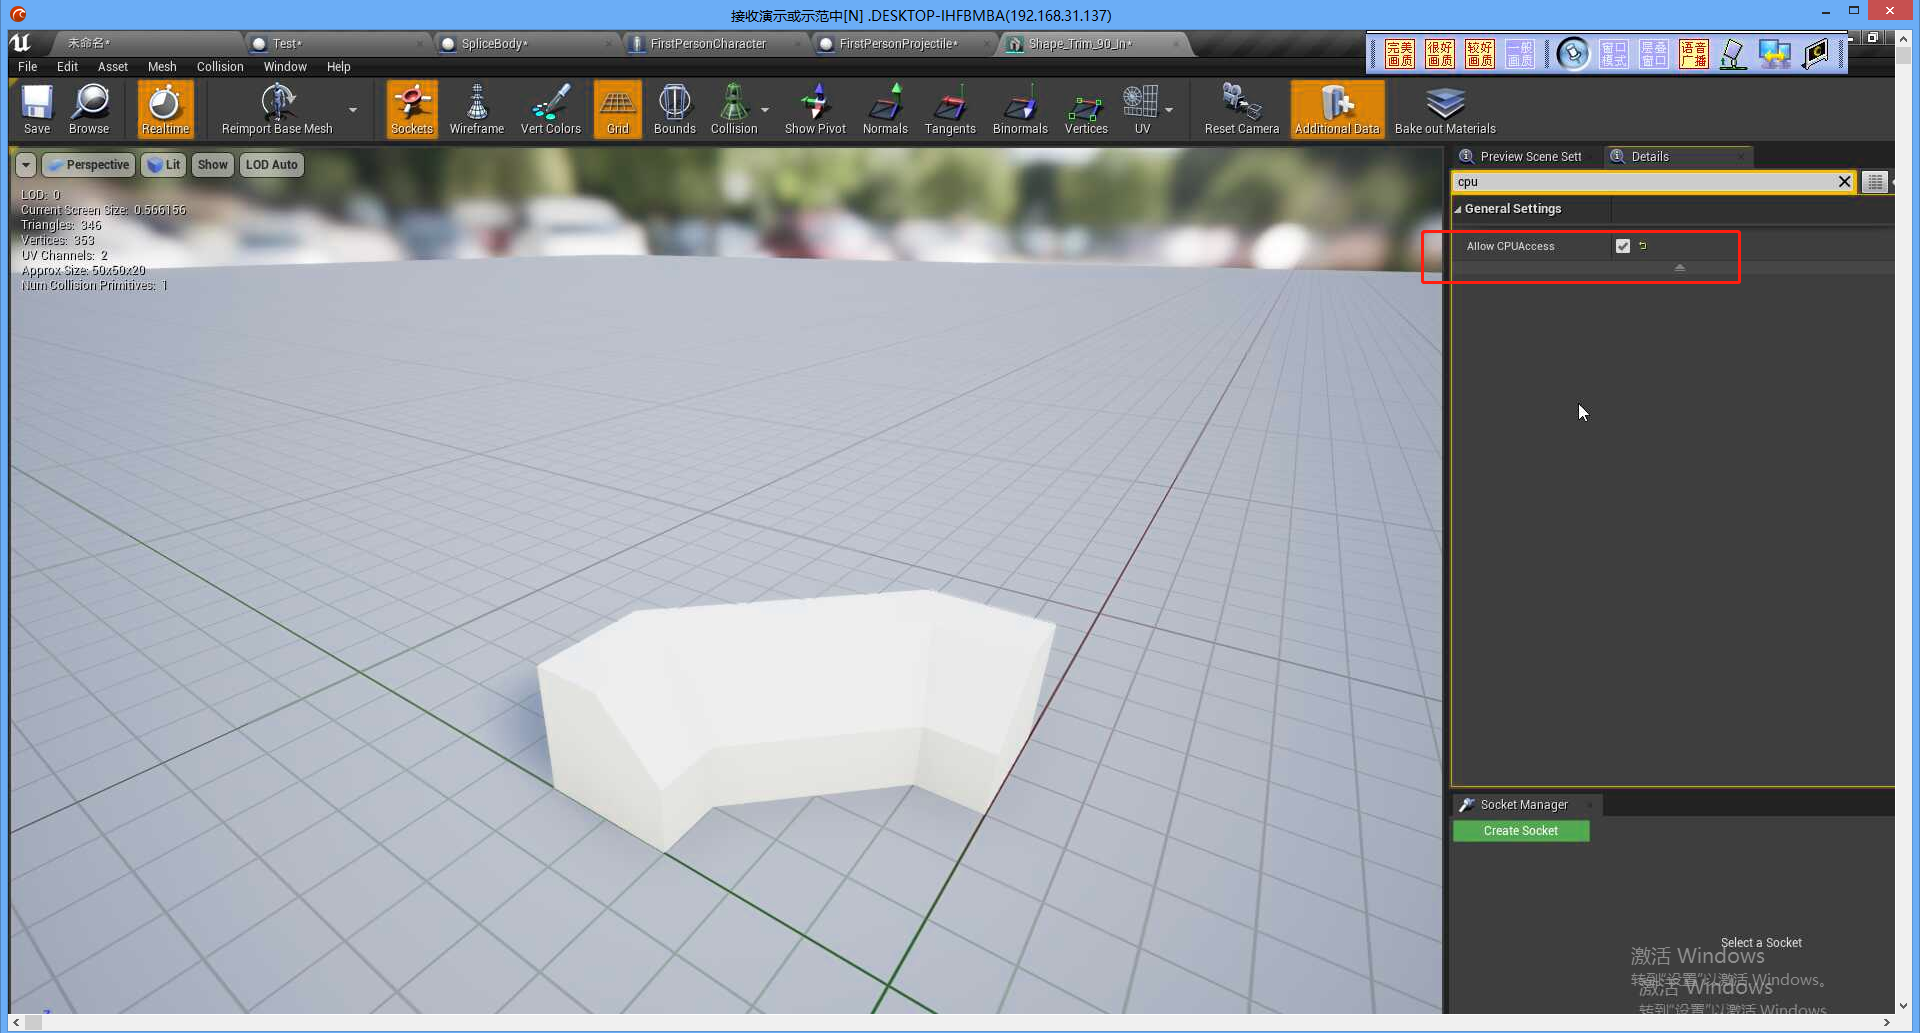 接收演示或示范中[N] .DESKTOP-IHFBMBA(192.168.31.137)
未命名*
Test*
SpliceBody*
FirstPersonCharacter
FirstPersonProjectile*
Shape_Trim_90_In*
完美画质
很好画质
较好画质
一般画质
窗口模式
层叠窗口
语音广播
File Edit Asset Mesh Collision Window Help
Save Browse Realtime Reimport Base Mesh Sockets Wireframe Vert Colors Grid Bounds Collision Show Pivot Normals Tangents Binormals Vertices UV Reset Camera Additional Data Bake out Materials
Perspective Lit Show LOD Auto
LOD: 0
Current Screen Size: 0.566156
Triangles: 346
Vertices: 353
UV Channels: 2
Approx Size: 50x50x20
Num Collision Primitives: 1
Preview Scene Sett
Details
cpu
General Settings
Allow CPUAccess
Socket Manager
Create Socket
Select a Socket
激活 Windows
转到"设置"以激活 Windows。
激活 Windows
转到"设置"以激活 Windows